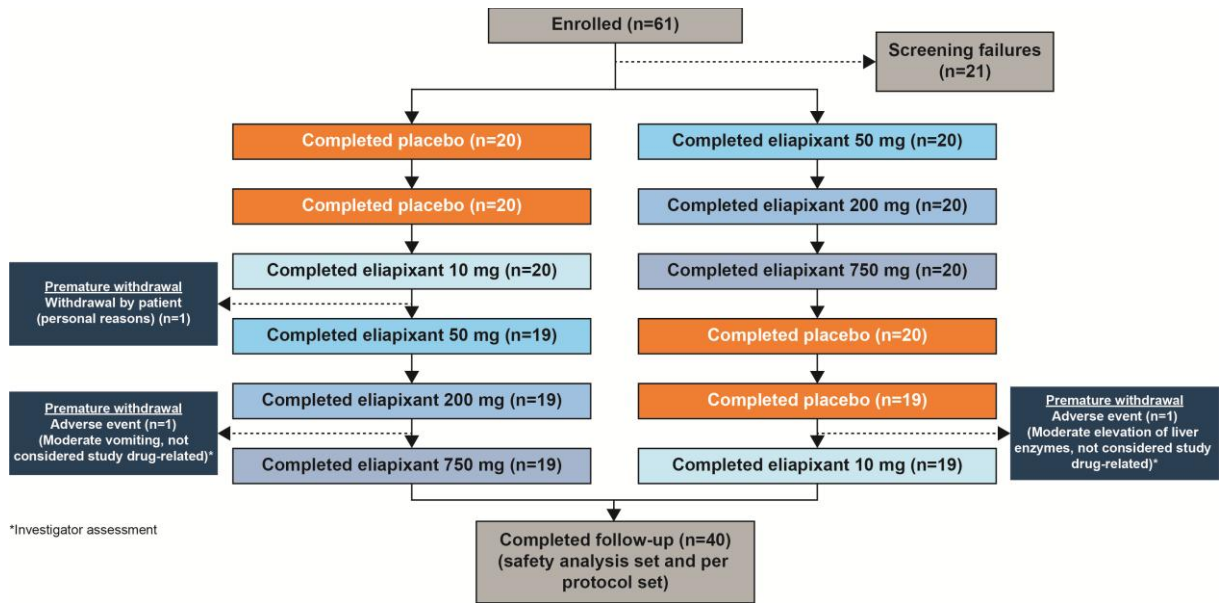 Enrolled (n=61)
Screening failures
(n=21)
Completed placebo (n=20)
Completed placebo (n=20)
Completed eliapixant 10 mg (n=20)
Premature withdrawal
Withdrawal by patient
(personal reasons) (n=1)
Completed eliapixant 50 mg (n=19)
Completed eliapixant 200 mg (n=19)
Premature withdrawal
Adverse event (n=1)
(Moderate vomiting, not
considered study drug-related)*
Completed eliapixant 750 mg (n=19)
Completed eliapixant 50 mg (n=20)
Completed eliapixant 200 mg (n=20)
Completed eliapixant 750 mg (n=20)
Completed placebo (n=20)
Completed placebo (n=19)
Premature withdrawal
Adverse event (n=1)
(Moderate elevation of liver
enzymes, not considered study
drug-related)*
Completed eliapixant 10 mg (n=19)
*Investigator assessment
Completed follow-up (n=40)
(safety analysis set and per
protocol set)